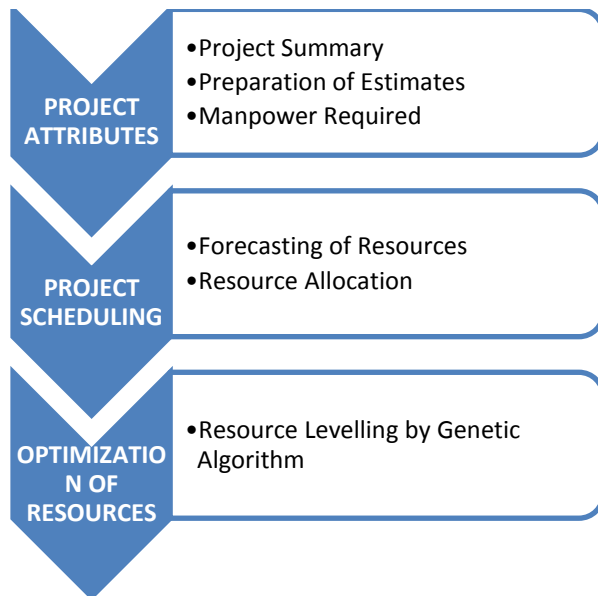 PROJECT
ATTRIBUTES
•Project Summary
•Preparation of Estimates
•Manpower Required
PROJECT
SCHEDULING
•Forecasting of Resources
•Resource Allocation
OPTIMIZATIO
N OF
RESOURCES
•Resource Levelling by Genetic
Algorithm